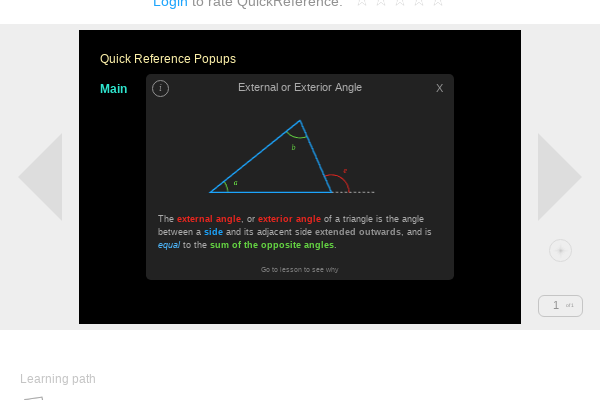 Login to rate QuickReference. ☆ ☆ ☆ ☆ ☆
Quick Reference Popups
Main
i
External or Exterior Angle
X
b
a
e
The external angle, or exterior angle of a triangle is the angle
between a side and its adjacent side extended outwards, and is
equal to the sum of the opposite angles.
Go to lesson to see why
1 of 1
Learning path